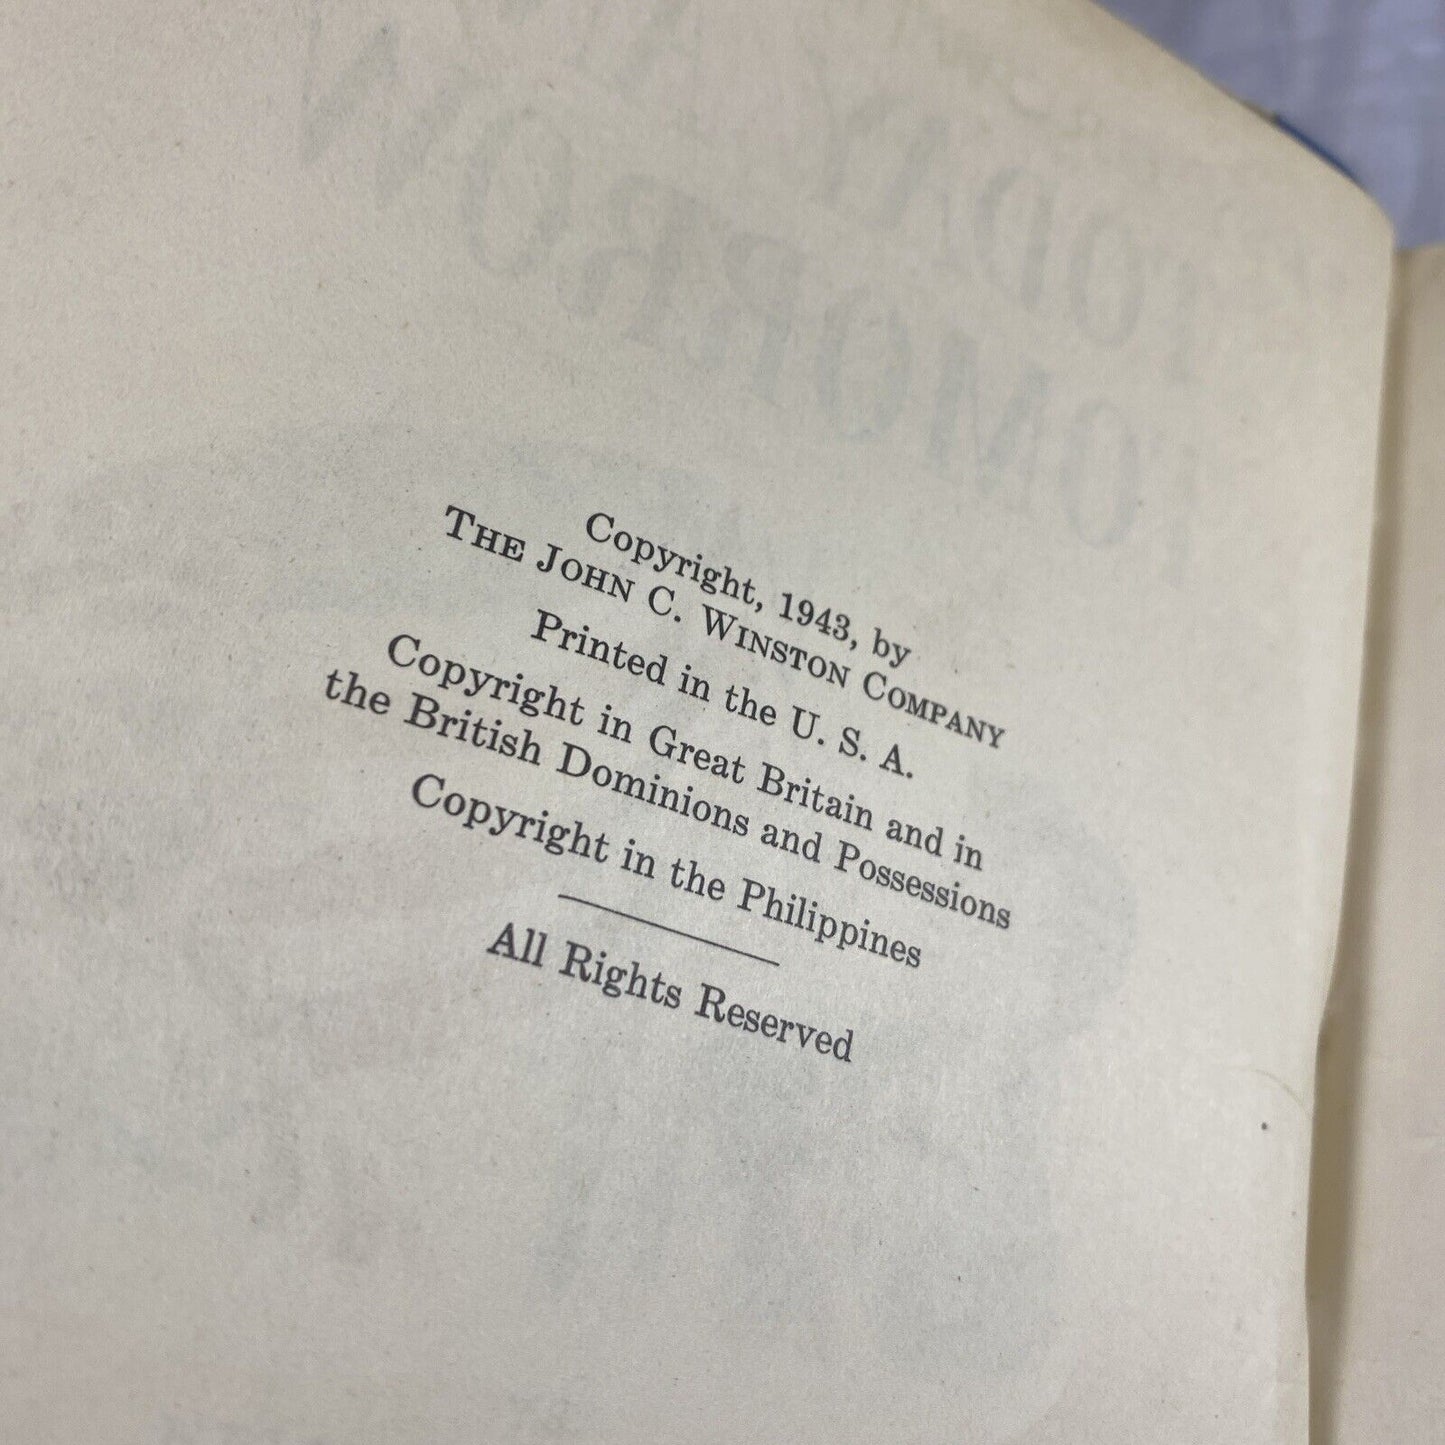 Copyright, 1943, by
THE JOHN C. WINSTON COMPANY
Printed in the U. S. A.
Copyright in Great Britain and in
the British Dominions and Possessions
Copyright in the Philippines
All Rights Reserved